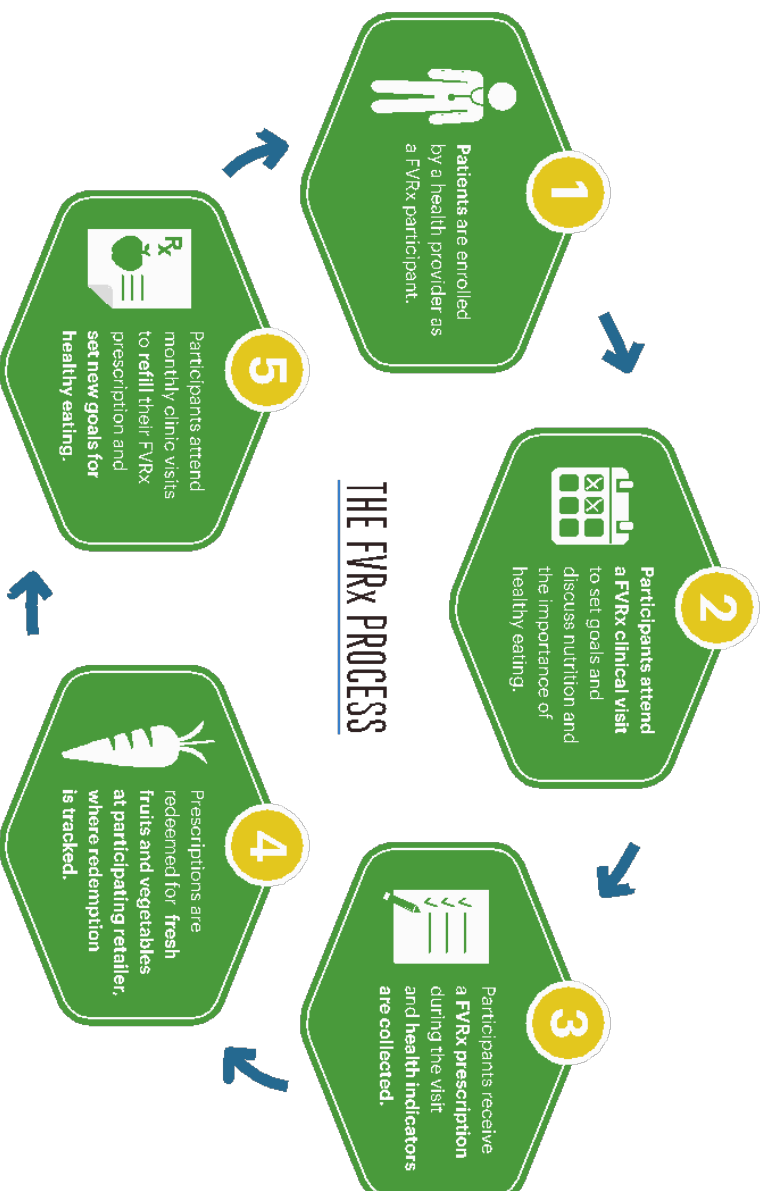 THE FVRx PROCESS
1
Patients are enrolled
by a health provider as
a FVRx participant.
2
Participants attend
a FVRx clinical visit
to set goals and
discuss nutrition and
the importance of
healthy eating.
3
Participants receive
a FVRx prescription
during the visit
and health indicators
are collected.
4
Prescriptions are
redeemed for fresh
fruits and vegetables
at participating retailer,
where redemption
is tracked.
5
Rx
Participants attend
monthly clinic visits
to refill their FVRx
prescription and
set new goals for
healthy eating.